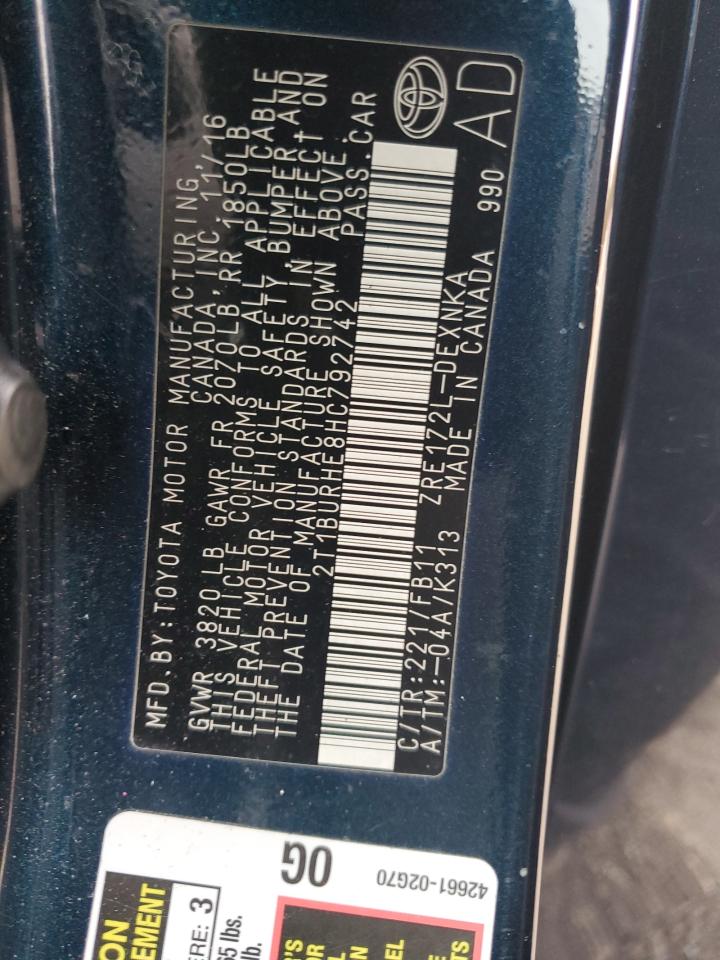 MFD.BY:TOYOTA MOTOR MANUFACTURING,
CANADA,INC. 11/16
GVWR 3820 LB GAWR FR 2070LB RR 1850LB
THIS VEHICLE CONFORMS TO ALL APPLICABLE
FEDERAL MOTOR VEHICLE SAFETY, BUMPER,AND
THEFT PREVENTION STANDARDS IN EFFECT ON
THE DATE OF MANUFACTURE SHOWN ABOVE.
2T1BURHE8HC792742 PASS.CAR
C/TR:221/FB11 ZRE172L-DEXNKA 990
A/TM:-04A/K313 MADE IN CANADA
AD
0G
42661-02G70
3
lbs.
lb.